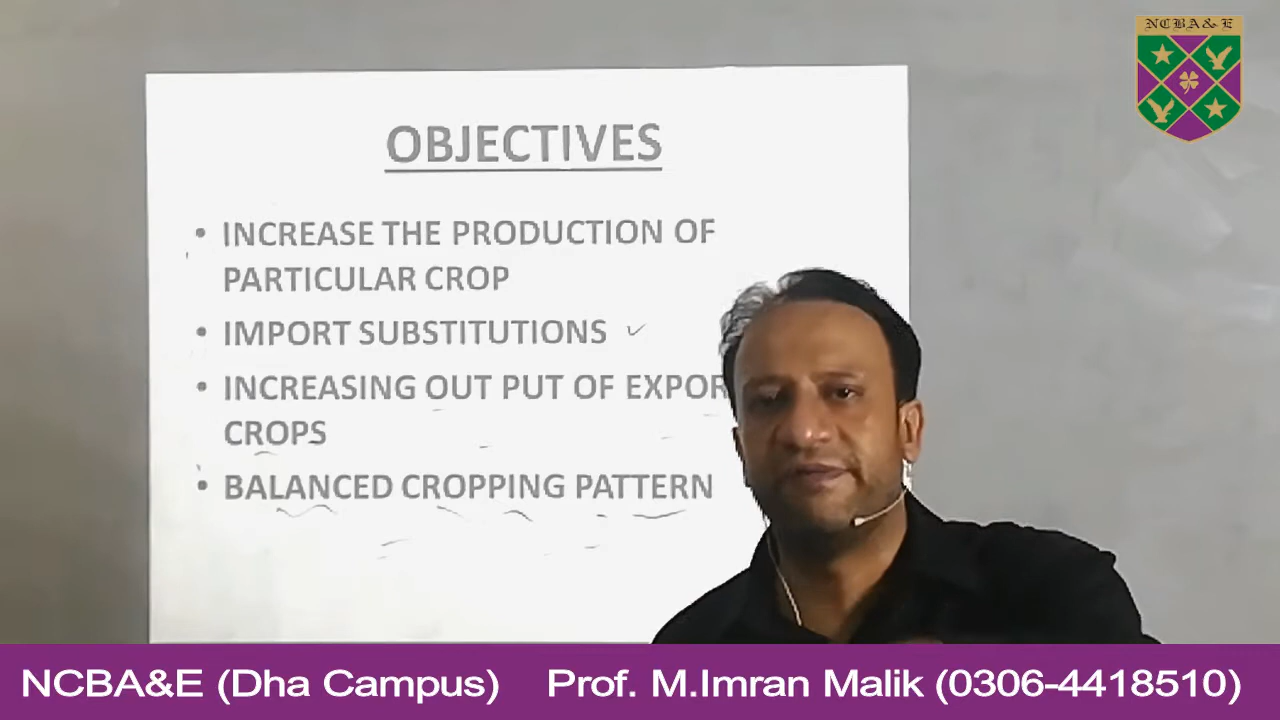 NCBA&E
OBJECTIVES
• INCREASE THE PRODUCTION OF
PARTICULAR CROP
• IMPORT SUBSTITUTIONS
• INCREASING OUT PUT OF EXPOR
CROPS
• BALANCED CROPPING PATTERN
NCBA&E (Dha Campus) Prof. M.Imran Malik (0306-4418510)